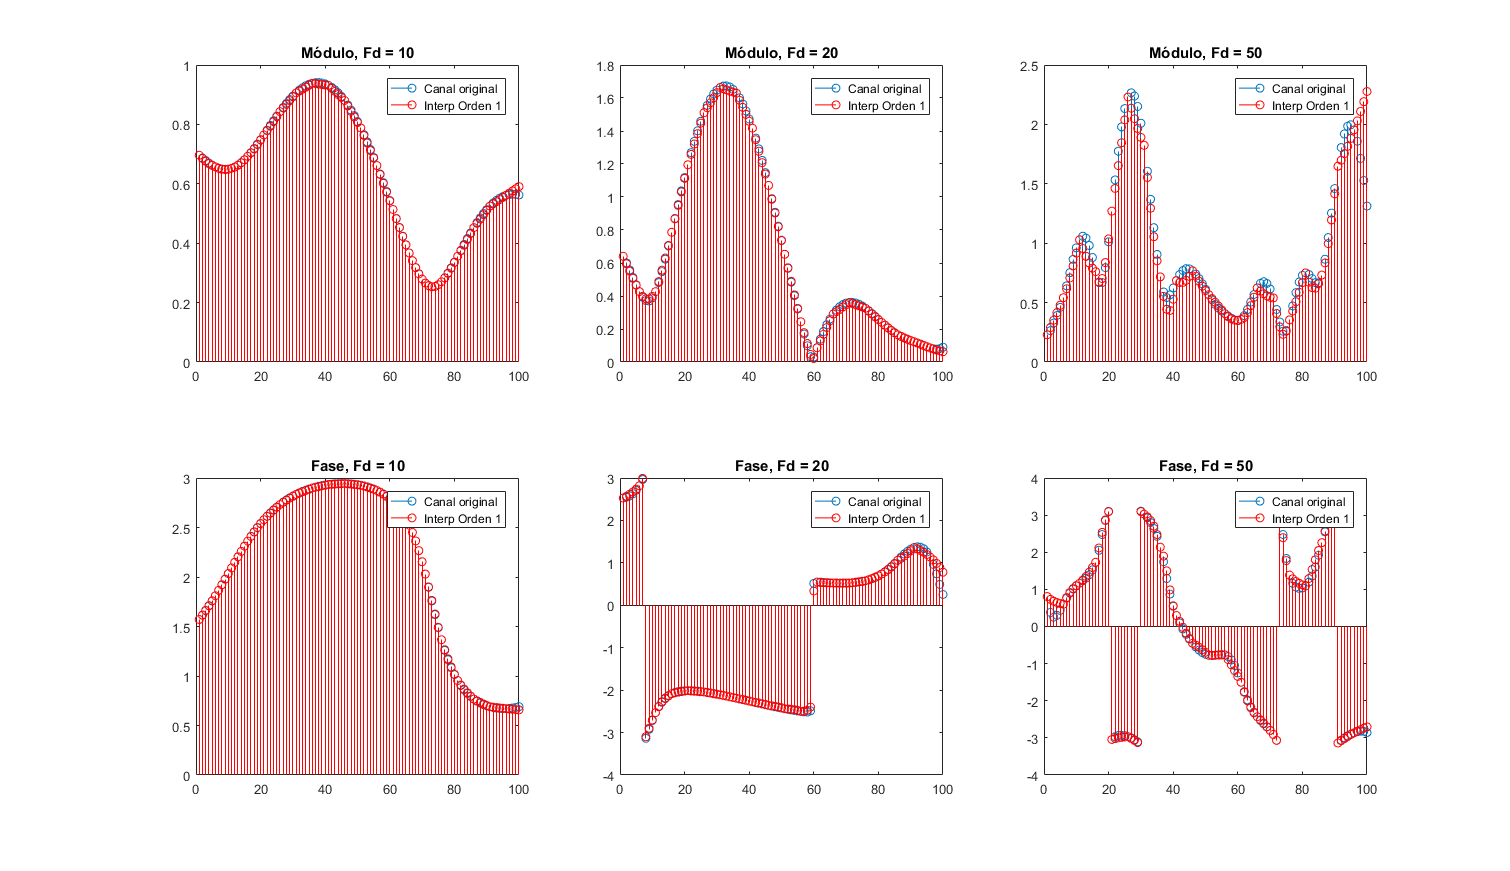 Módulo, Fd = 10
Canal original
Interp Orden 1
1
0.8
0.6
0.4
0.2
0
0 20 40 60 80 100
Módulo, Fd = 20
Canal original
Interp Orden 1
1.8
1.6
1.4
1.2
1
0.8
0.6
0.4
0.2
0
0 20 40 60 80 100
Módulo, Fd = 50
Canal original
Interp Orden 1
2.5
2
1.5
1
0.5
0
0 20 40 60 80 100
Fase, Fd = 10
Canal original
Interp Orden 1
3
2.5
2
1.5
1
0.5
0
0 20 40 60 80 100
Fase, Fd = 20
Canal original
Interp Orden 1
3
2
1
0
-1
-2
-3
-4
0 20 40 60 80 100
Fase, Fd = 50
Canal original
Interp Orden 1
4
3
2
1
0
-1
-2
-3
-4
0 20 40 60 80 100